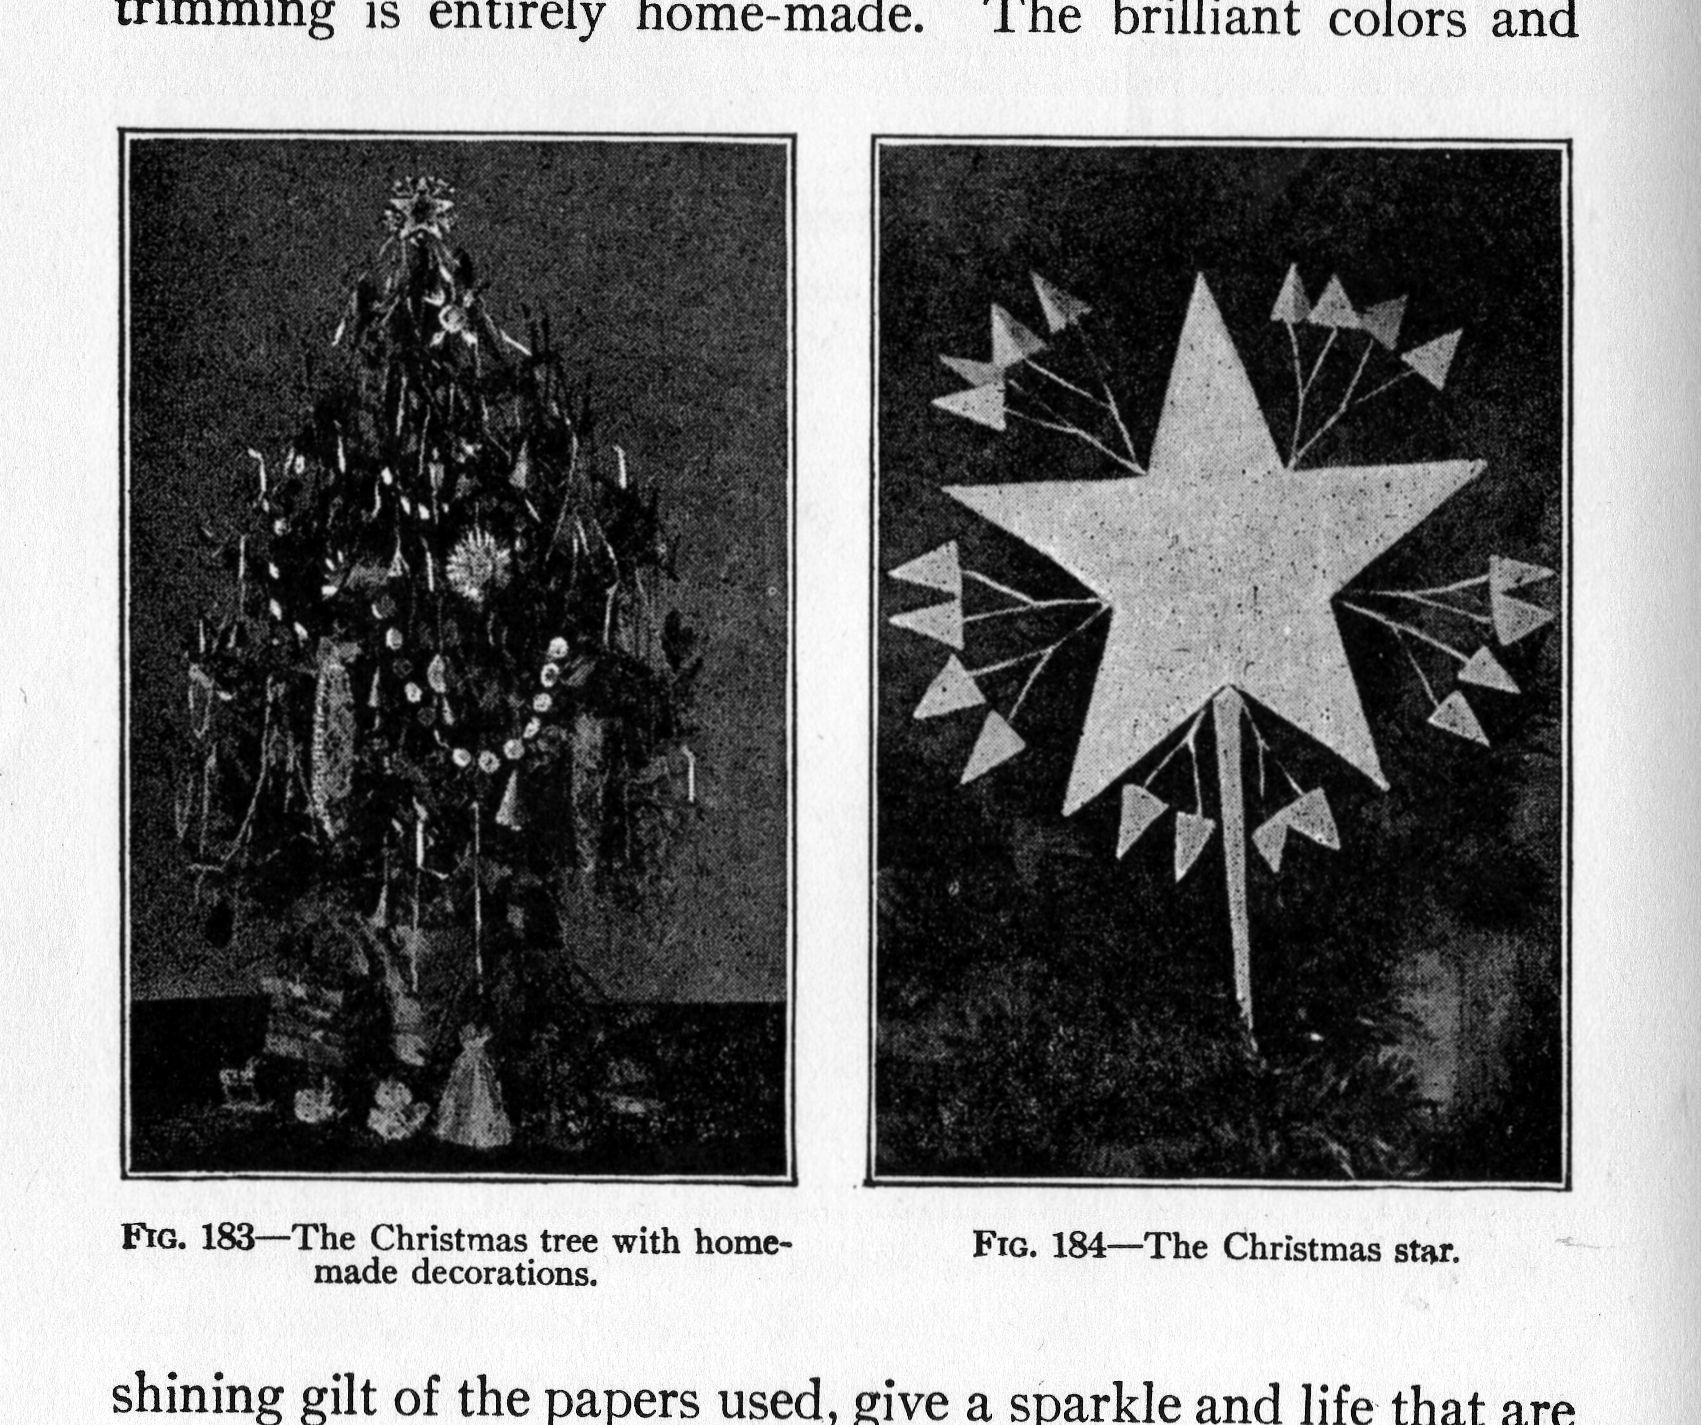 trimming is entirely home-made. The brilliant colors and
FIG. 183—The Christmas tree with home-
made decorations.
FIG. 184—The Christmas star.
shining gilt of the papers used, give a sparkle and life that are